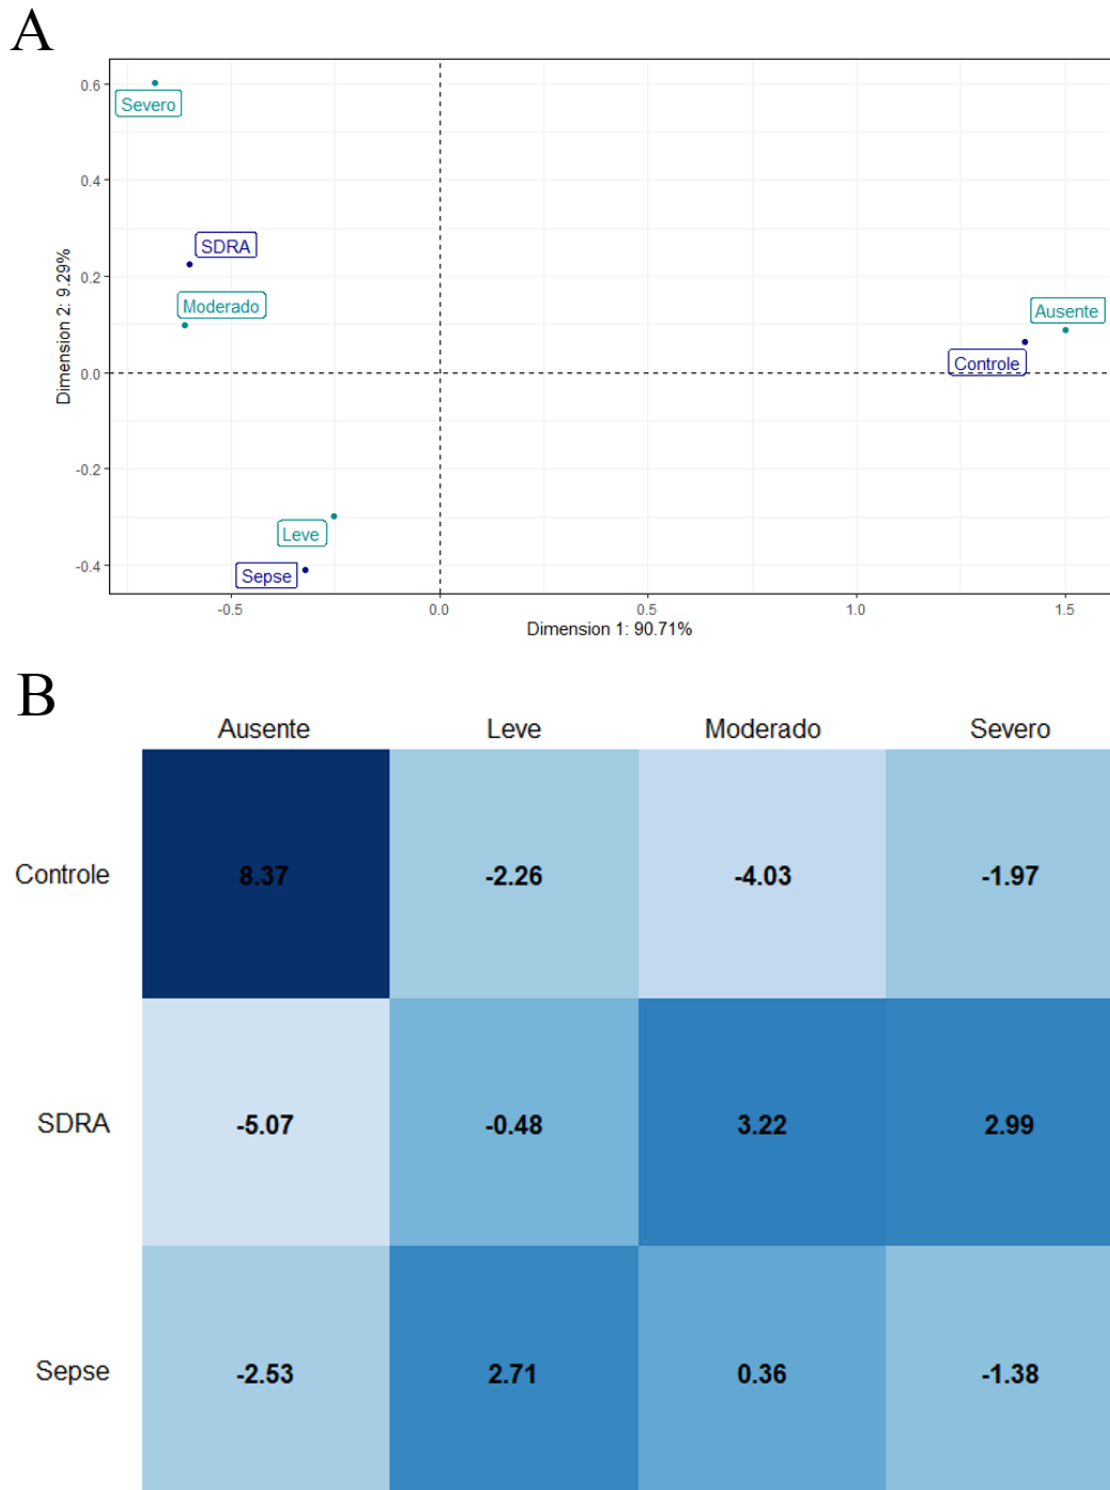 A
Dimension 2: 9.29%
0.6
0.4
0.2
0.0
-0.2
-0.4
Severo
SDRA
Moderado
Ausente
Controle
Leve
Sepse
-0.5
0.0
0.5
1.0
1.5
Dimension 1: 90.71%
B
Ausente Leve Moderado Severo
Controle 8.37 -2.26 -4.03 -1.97
SDRA -5.07 -0.48 3.22 2.99
Sepse -2.53 2.71 0.36 -1.38